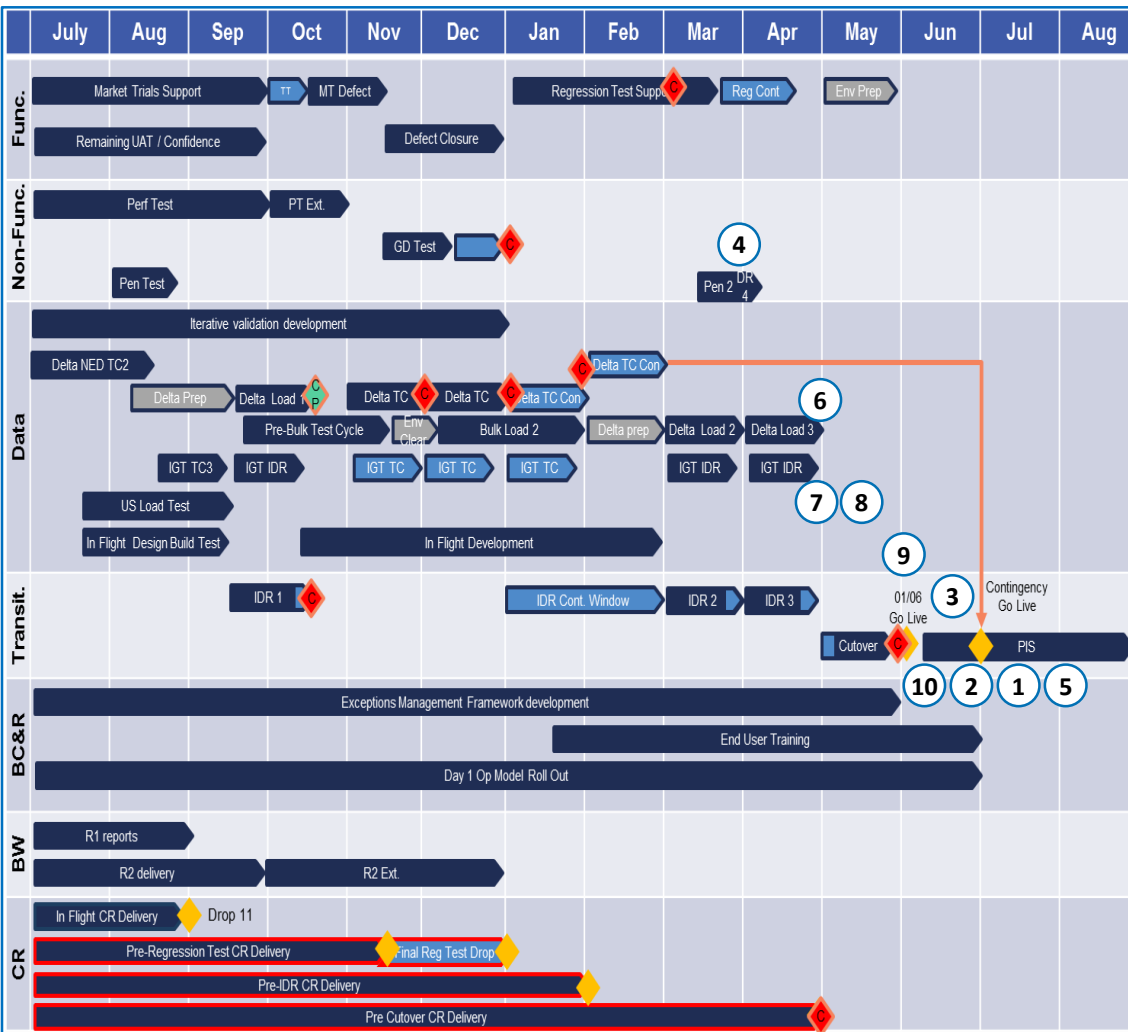 July Aug Sep Oct Nov Dec Jan Feb Mar Apr May Jun Jul Aug
Func.
Market Trials Support TT MT Defect Regression Test Supp C Reg Cont Env Prep
Remaining UAT / Confidence Defect Closure
Non-Func.
Perf Test PT Ext.
GD Test C 4
Pen Test Pen 2 DR
4
Data
Iterative validation development
Delta NED TC2 C Delta TC Con
Delta Prep Delta Load 1 C
P
Delta TC C Delta TC C Delta TC Con 6
Pre-Bulk Test Cycle Env
Clear
Bulk Load 2 Delta prep Delta Load 2 Delta Load 3
IGT TC3 IGT IDR IGT TC IGT TC IGT TC IGT IDR IGT IDR
US Load Test 7 8
In Flight Design Build Test In Flight Development
Transit.
9
IDR 1 C IDR Cont. Window IDR 2 IDR 3
01/06
Go Live
3
Contingency
Go Live
Cutover C PIS
10 2 1 5
BC&R
Exceptions Management Framework development
End User Training
Day 1 Op Model Roll Out
BW
R1 reports
R2 delivery R2 Ext.
CR
In Flight CR Delivery Drop 11
Pre-Regression Test CR Delivery Final Reg Test Drop
Pre-IDR CR Delivery
Pre Cutover CR Delivery C